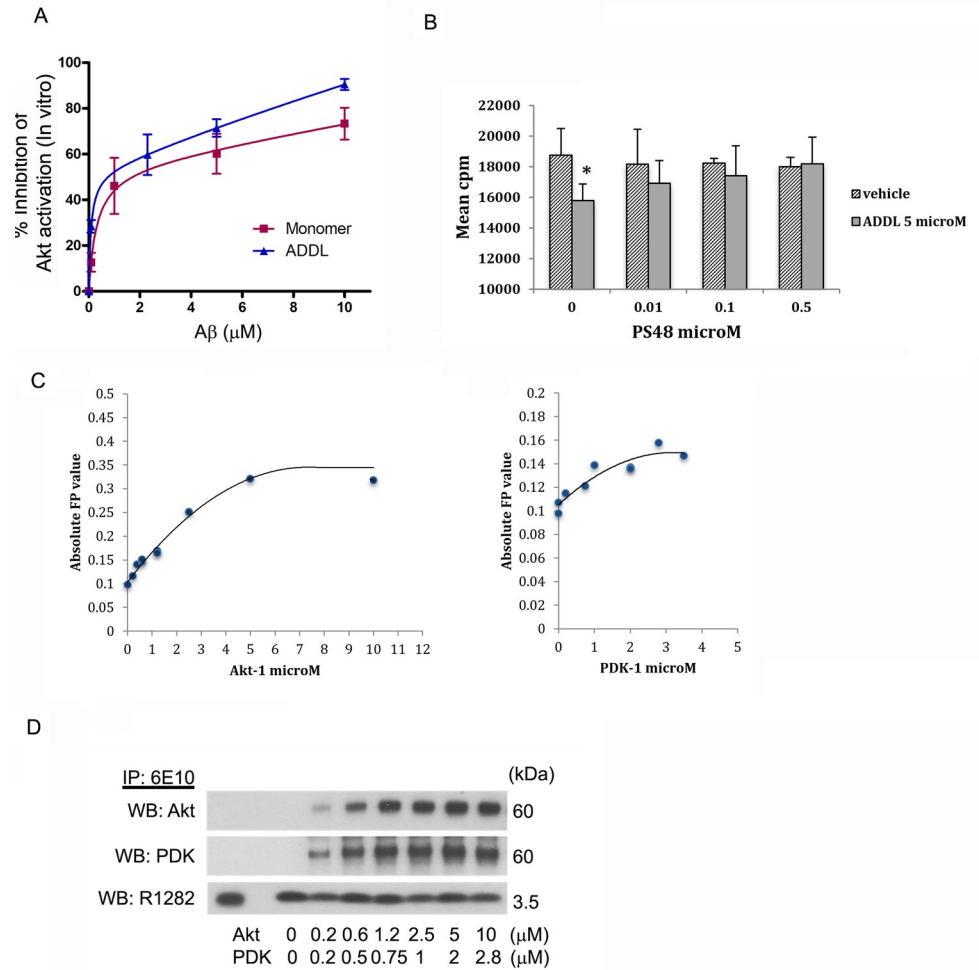 A
% Inhibition of
Akt activation (In vitro)
100
80
60
40
20
0
0 2 4 6 8 10
Aβ (μM)
Monomer
ADDL
B
Mean cpm
22000
20000
18000
16000
14000
12000
10000
*
0 0.01 0.1 0.5
PS48 microM
vehicle
ADDL 5 microM
C
Absolute FP value
0.5
0.45
0.4
0.35
0.3
0.25
0.2
0.15
0.1
0.05
0
0 1 2 3 4 5 6 7 8 9 10 11 12
Akt-1 microM
Absolute FP value
0.2
0.18
0.16
0.14
0.12
0.1
0.08
0.06
0.04
0.02
0
0 1 2 3 4 5
PDK-1 microM
D
IP: 6E10 (kDa)
WB: Akt 60
WB: PDK 60
WB: R1282 3.5
Akt 0 0.2 0.6 1.2 2.5 5 10 (μM)
PDK 0 0.2 0.5 0.75 1 2 2.8 (μM)